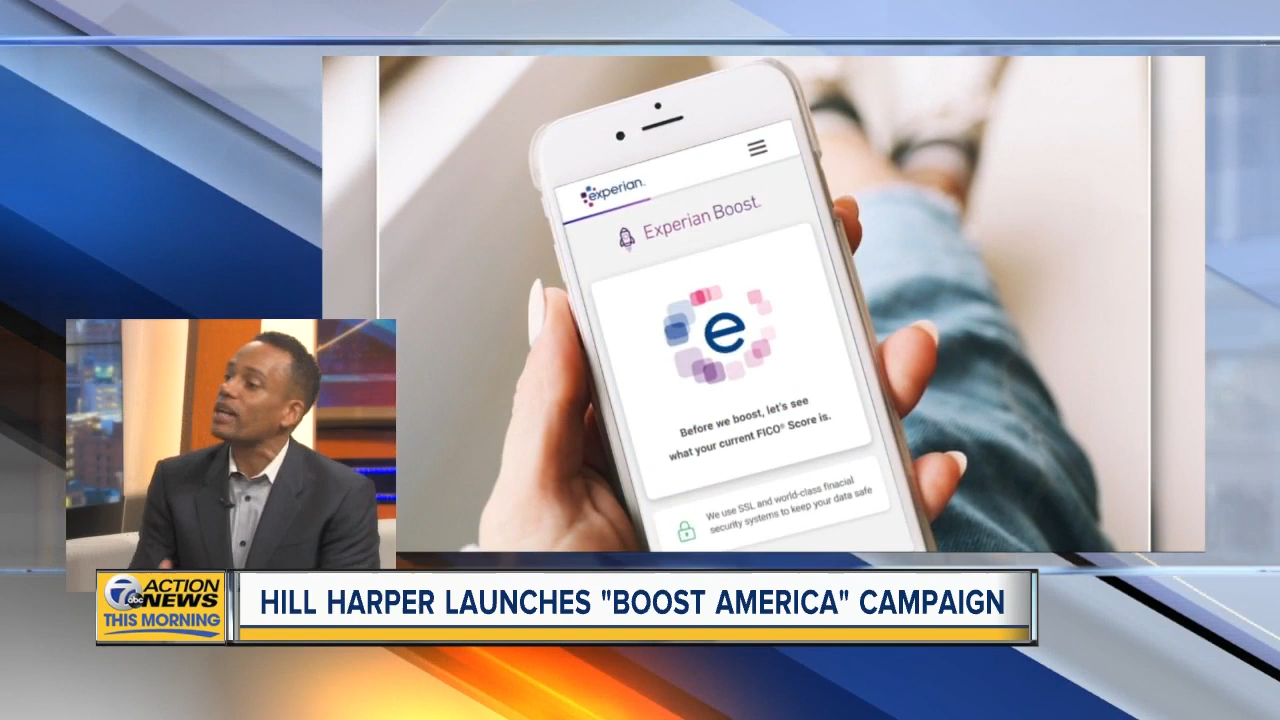 experian.
Experian Boost.
e
Before we boost, let's see
what your current FICO® Score is.
We use SSL and world-class finacial
security systems to keep your data safe
7 abc ACTION
NEWS
THIS MORNING
HILL HARPER LAUNCHES "BOOST AMERICA" CAMPAIGN